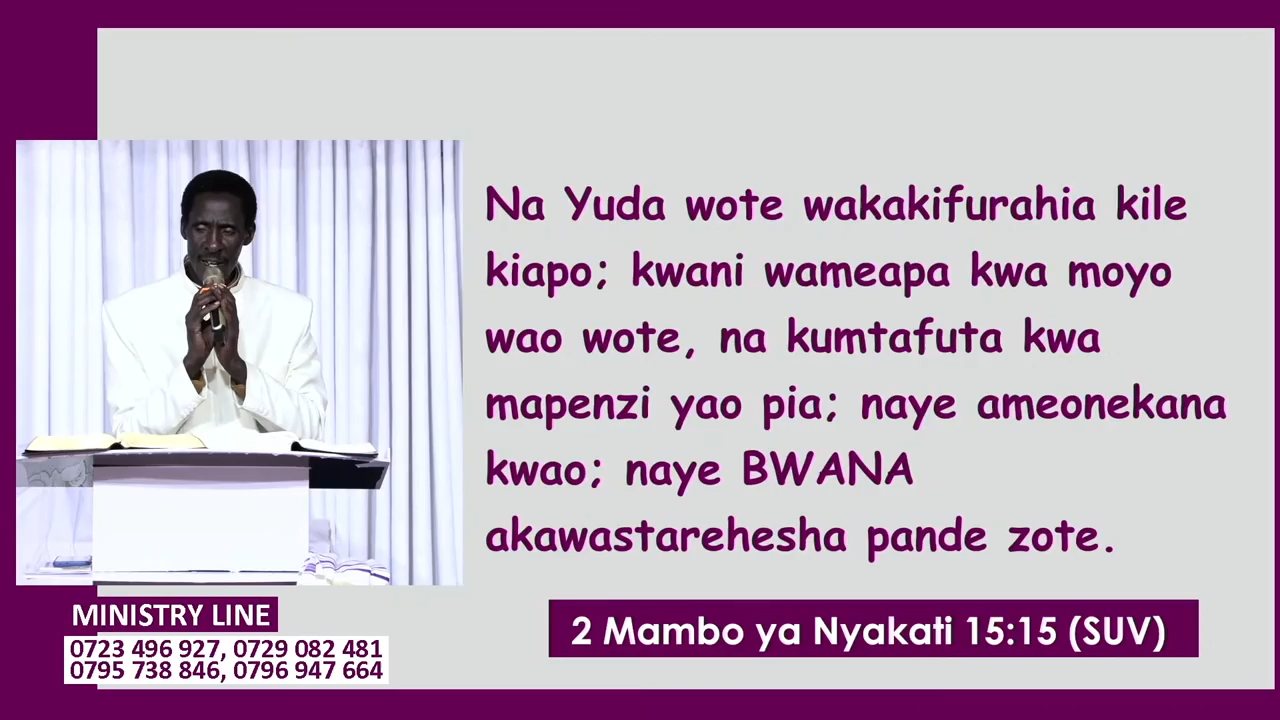 Na Yuda wote wakakifurahia kile
kiapo; kwani wameapa kwa moyo
wao wote, na kumtafuta kwa
mapenzi yao pia; naye ameonekana
kwao; naye BWANA
akawastarehesha pande zote.
2 Mambo ya Nyakati 15:15 (SUV)
MINISTRY LINE
0723 496 927, 0729 082 481
0795 738 846, 0796 947 664